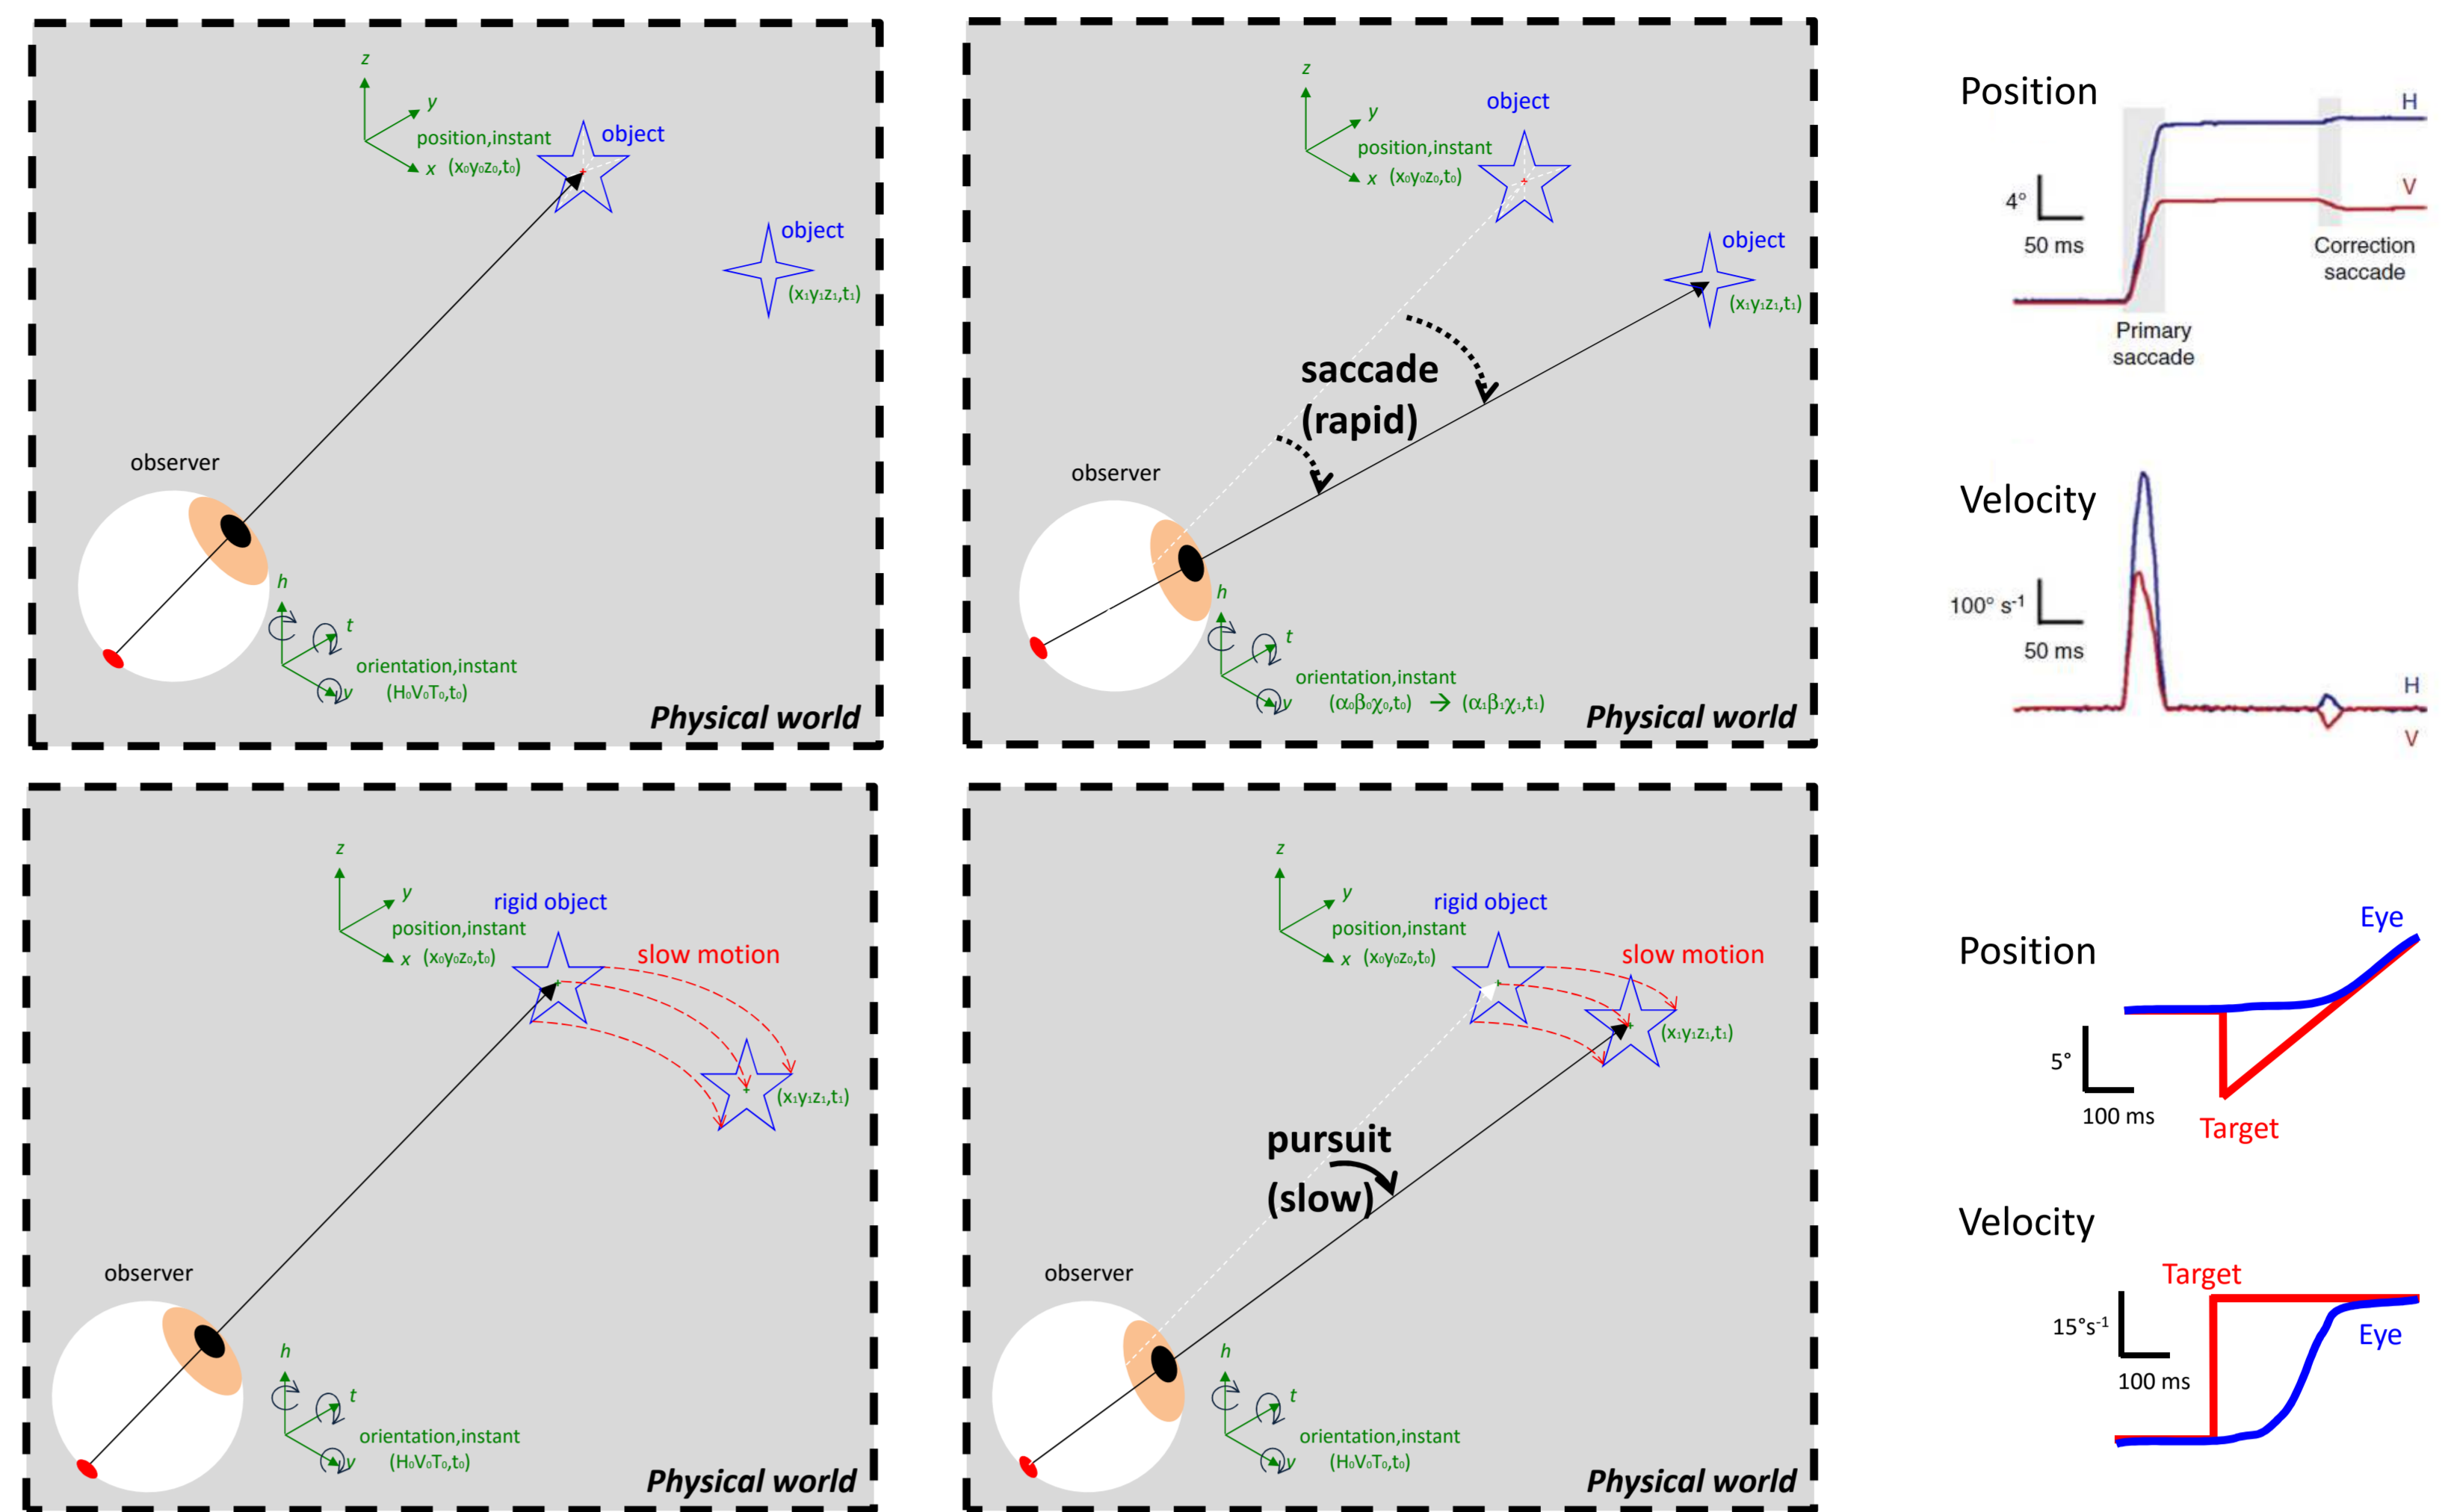 z
y
position,instant
x (x₀y₀z₀,t₀)
object
object
(x₁y₁z₁,t₁)
observer
h
t
orientation,instant
v (H₀V₀T₀,t₀)
Physical world
z
y
position,instant
x (x₀y₀z₀,t₀)
object
object
(x₁y₁z₁,t₁)
saccade
(rapid)
observer
h
t
orientation,instant
v (α₀β₀χ₀,t₀) → (α₁β₁χ₁,t₁)
Physical world
Position
H
V
4°
50 ms
Correction
saccade
Primary
saccade
Velocity
100° s⁻¹
50 ms
H
V
z
y
position,instant
x (x₀y₀z₀,t₀)
rigid object
slow motion
(x₁y₁z₁,t₁)
observer
h
t
orientation,instant
v (H₀V₀T₀,t₀)
Physical world
z
y
position,instant
x (x₀y₀z₀,t₀)
rigid object
slow motion
(x₁y₁z₁,t₁)
pursuit
(slow)
observer
h
t
orientation,instant
v (H₀V₀T₀,t₀)
Physical world
Position
Eye
5°
100 ms
Target
Velocity
Target
15°s⁻¹
Eye
100 ms